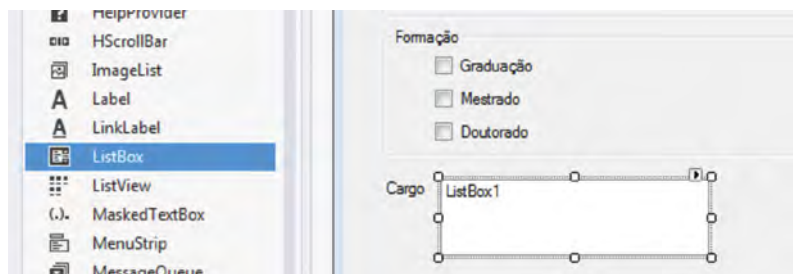 HelpProvider
HScrollBar
ImageList
Label
LinkLabel
ListBox
ListView
MaskedTextBox
MenuStrip
MessageQueue
Formação
Graduação
Mestrado
Doutorado
Cargo
ListBox1